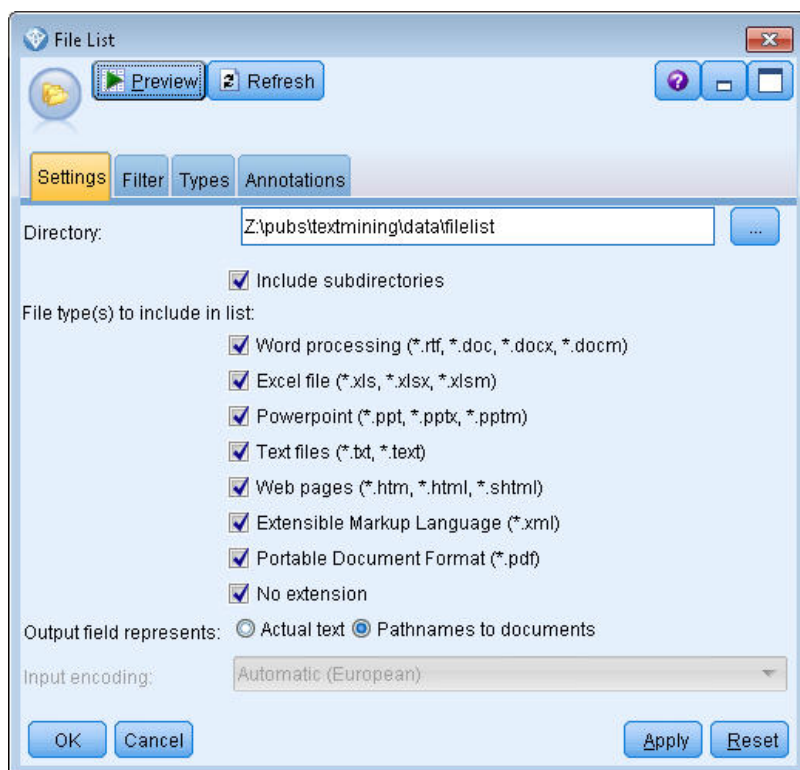 File List
Preview Refresh
Settings Filter Types Annotations
Directory: Z:\pubs\textmining\data\filelist ...
Include subdirectories
File type(s) to include in list:
Word processing (*.rtf, *.doc, *.docx, *.docm)
Excel file (*.xls, *.xlsx, *.xlsm)
Powerpoint (*.ppt, *.pptx, *.pptm)
Text files (*.txt, *.text)
Web pages (*.htm, *.html, *.shtml)
Extensible Markup Language (*.xml)
Portable Document Format (*.pdf)
No extension
Output field represents: Actual text Pathnames to documents
Input encoding: Automatic (European)
OK Cancel Apply Reset